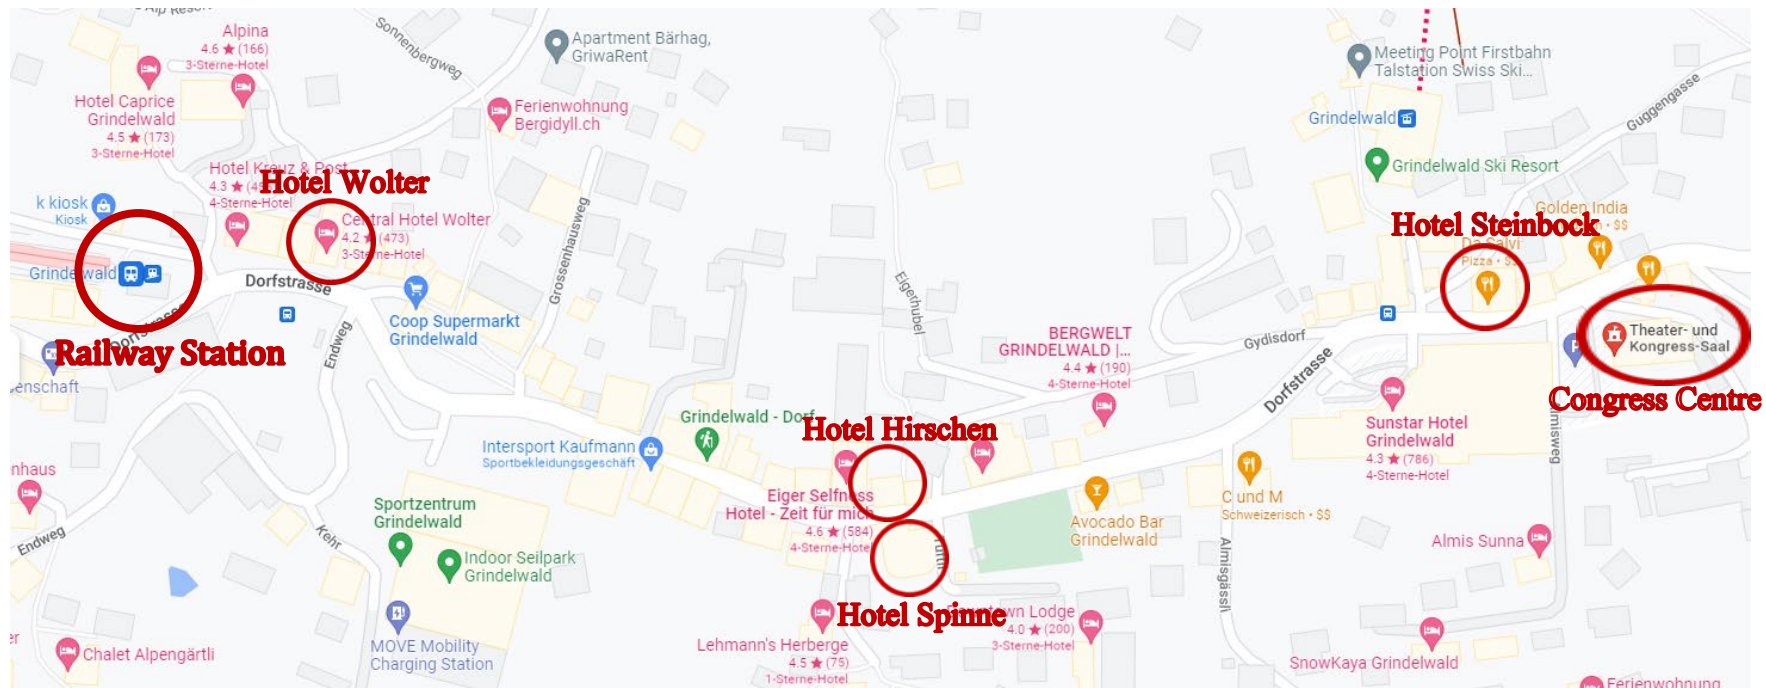 Alp Resort
Alpina
4.6 ★ (166)
3-Sterne-Hotel
Hotel Caprice
Grindelwald
4.5 ★ (173)
3-Sterne-Hotel
Sonnenbergweg
Apartment Bärhag,
GriwaRent
Ferienwohnung
Bergidyll.ch
Hotel Kreuz & Post
4.3 ★
4-Sterne-Hotel
Hotel Wolter
Central Hotel Wolter
4.2 ★ (473)
3-Sterne-Hotel
k kiosk
Kiosk
Grindelwald
Dorfstrasse
Dorfstrasse
Railway Station
Endweg
Coop Supermarkt
Grindelwald
Grossenhausweg
Eigethubel
Meeting Point Firstbahn
Talstation Swiss Ski...
Grindelwald
Guggengasse
Grindelwald Ski Resort
Golden India
$$
Hotel Steinbock
Da Salvi
Pizza • $$
Theater- und
Kongress-Saal
P
Congress Centre
BERGWELT
GRINDELWALD |...
4.4 ★ (190)
4-Sterne-Hotel
Gydisdorf
Dorfstrasse
Sunstar Hotel
Grindelwald
4.3 ★ (786)
4-Sterne-Hotel
Grindelwald - Dorf
Hotel Hirschen
Intersport Kaufmann
Sportbekleidungsgeschäft
Eiger Selfness
Hotel - Zeit für mich
4.6 ★ (584)
4-Sterne-Hotel
Avocado Bar
Grindelwald
C und M
Schweizerisch • $$
Almisgässli
Almis Sunna
Sportzentrum
Grindelwald
Indoor Seilpark
Grindelwald
Endweg
Kehr
MOVE Mobility
Charging Station
Chalet Alpengärtli
Hotel Spinne
Lehmann's Herberge
4.5 ★ (75)
1-Sterne-Hotel
Downtown Lodge
4.0 ★ (200)
3-Sterne-Hotel
SnowKaya Grindelwald
Ferienwohnung